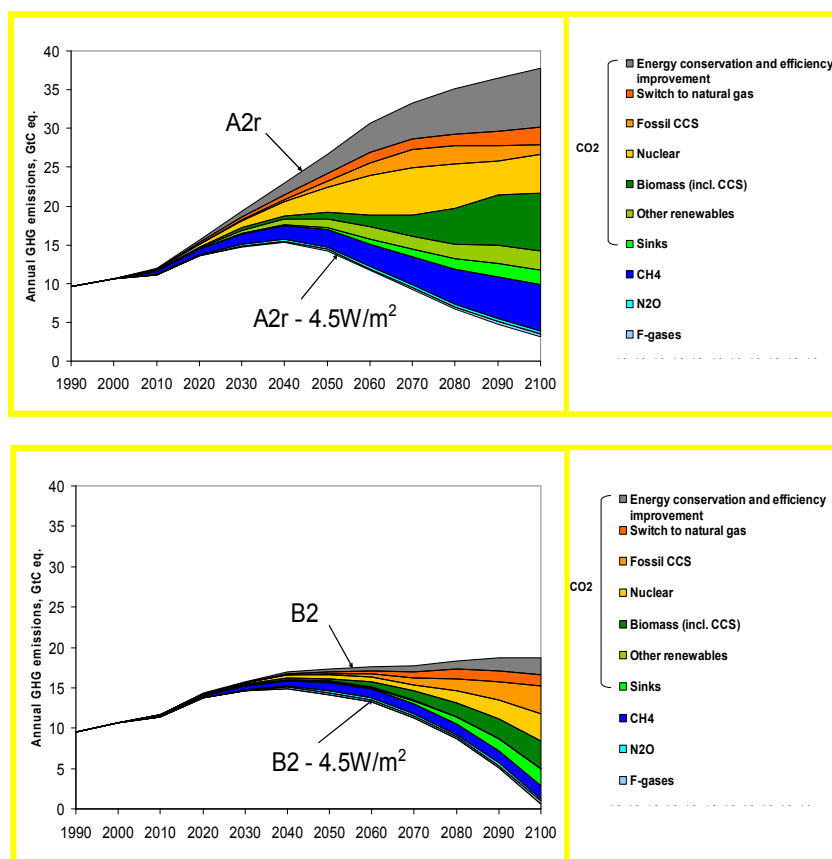 40
35
30
25
20
15
10
5
0
Annual GHG emissions, GtC eq.
A2r
A2r - 4.5W/m²
1990 2000 2010 2020 2030 2040 2050 2060 2070 2080 2090 2100
CO2
Energy conservation and efficiency
improvement
Switch to natural gas
Fossil CCS
Nuclear
Biomass (incl. CCS)
Other renewables
Sinks
CH4
N2O
F-gases
40
35
30
25
20
15
10
5
0
Annual GHG emissions, GtC eq.
B2
B2 - 4.5W/m²
1990 2000 2010 2020 2030 2040 2050 2060 2070 2080 2090 2100
CO2
Energy conservation and efficiency
improvement
Switch to natural gas
Fossil CCS
Nuclear
Biomass (incl. CCS)
Other renewables
Sinks
CH4
N2O
F-gases